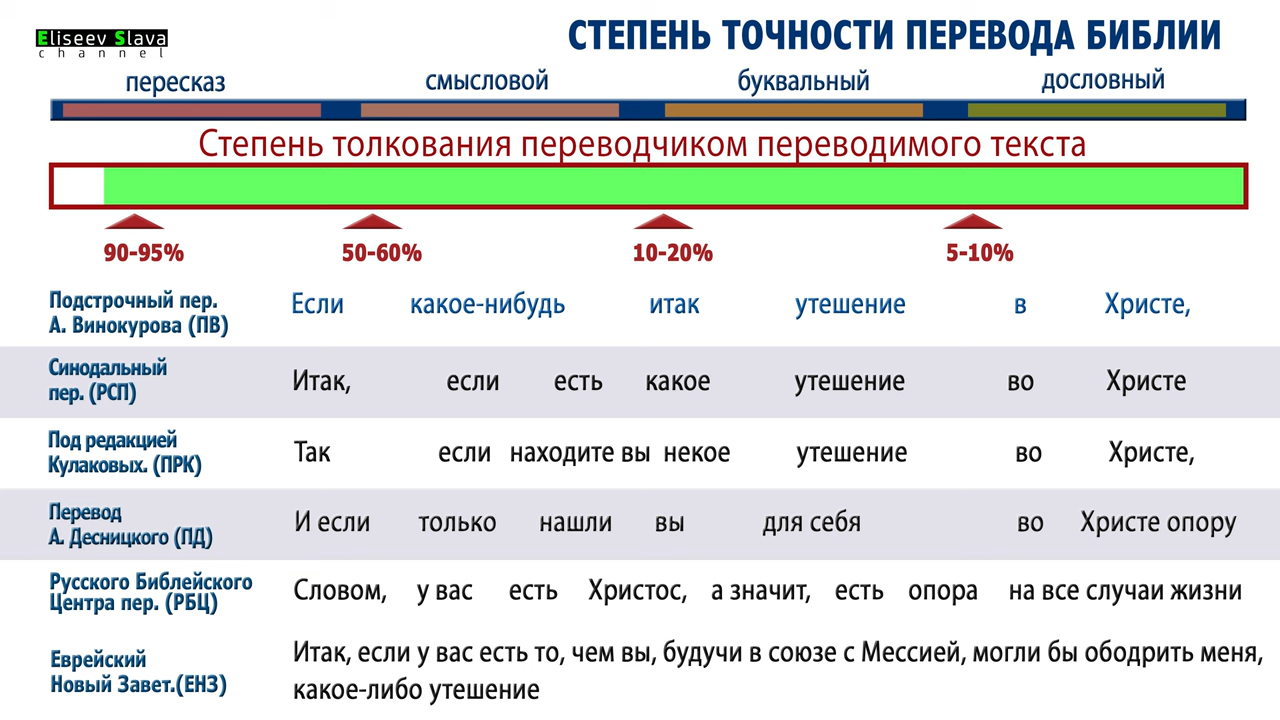 Eliseev Slava
channel
СТЕПЕНЬ ТОЧНОСТИ ПЕРЕВОДА БИБЛИИ
пересказ смысловой буквальный дословный
Степень толкования переводчиком переводимого текста
90-95% 50-60% 10-20% 5-10%
Подстрочный пер.
А. Винокурова (ПВ)
Если какое-нибудь итак утешение в Христе,
Синодальный
пер. (РСП)
Итак, если есть какое утешение во Христе
Под редакцией
Кулаковых. (ПРК)
Так если находите вы некое утешение во Христе,
Перевод
А. Десницкого (ПД)
И если только нашли вы для себя во Христе опору
Русского Библейского
Центра пер. (РБЦ)
Словом, у вас есть Христос, а значит, есть опора на все случаи жизни
Еврейский
Новый Завет.(ЕНЗ)
Итак, если у вас есть то, чем вы, будучи в союзе с Мессией, могли бы ободрить меня,
какое-либо утешение